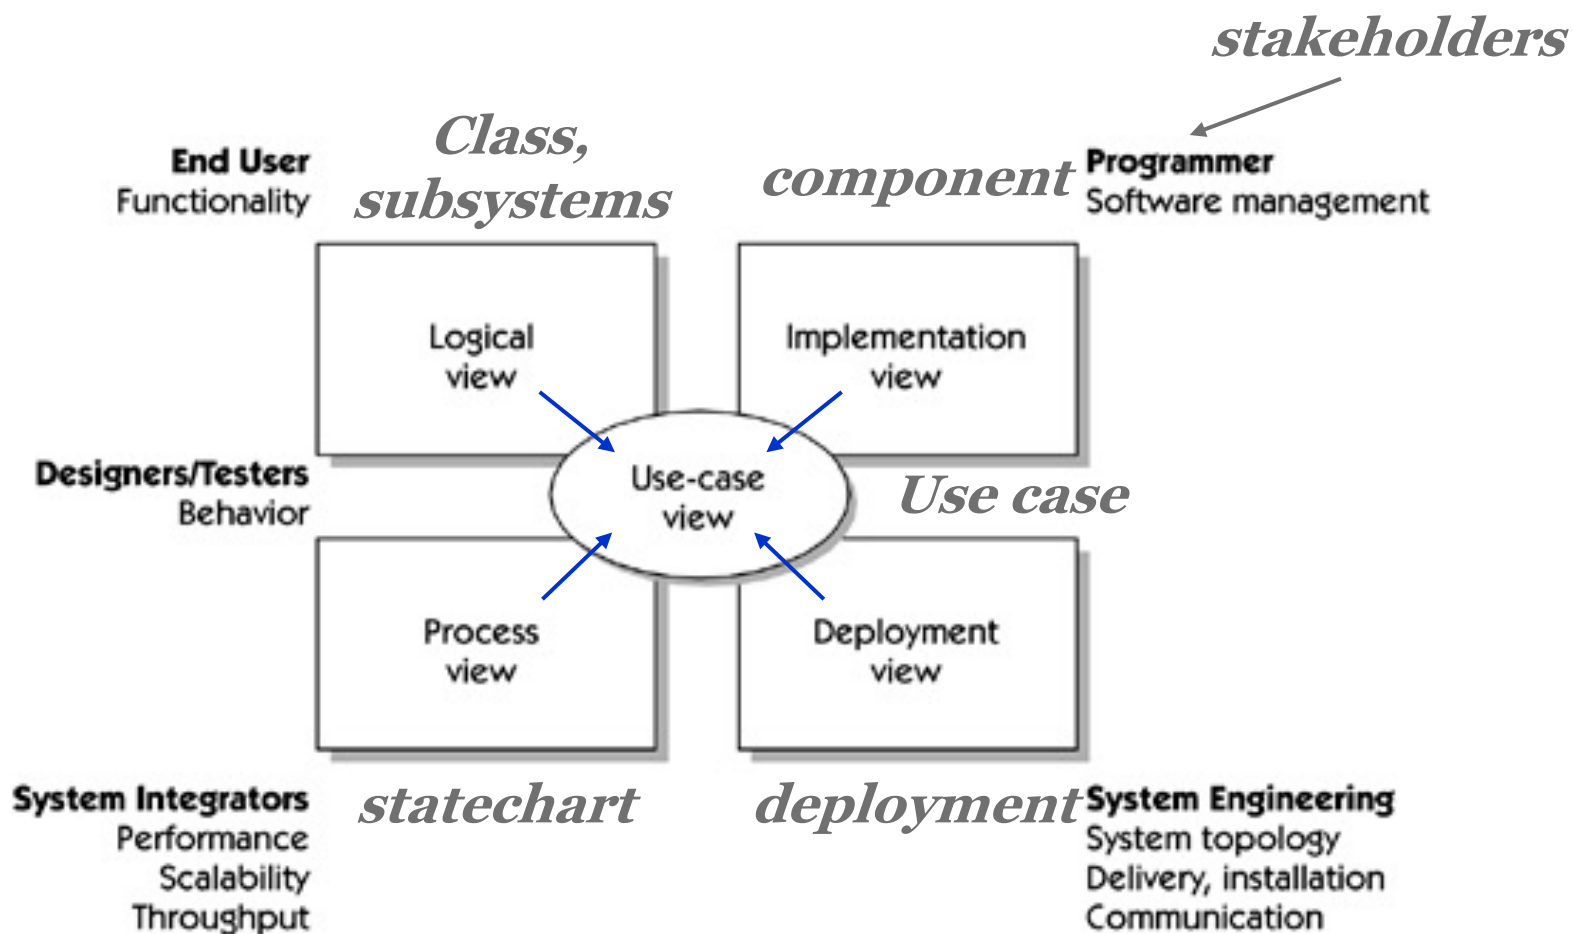 stakeholders
End User
Functionality
Class,
subsystems
component
Programmer
Software management
Logical
view
Implementation
view
Designers/Testers
Behavior
Use-case
view
Use case
Process
view
Deployment
view
System Integrators
Performance
Scalability
Throughput
statechart
deployment
System Engineering
System topology
Delivery, installation
Communication